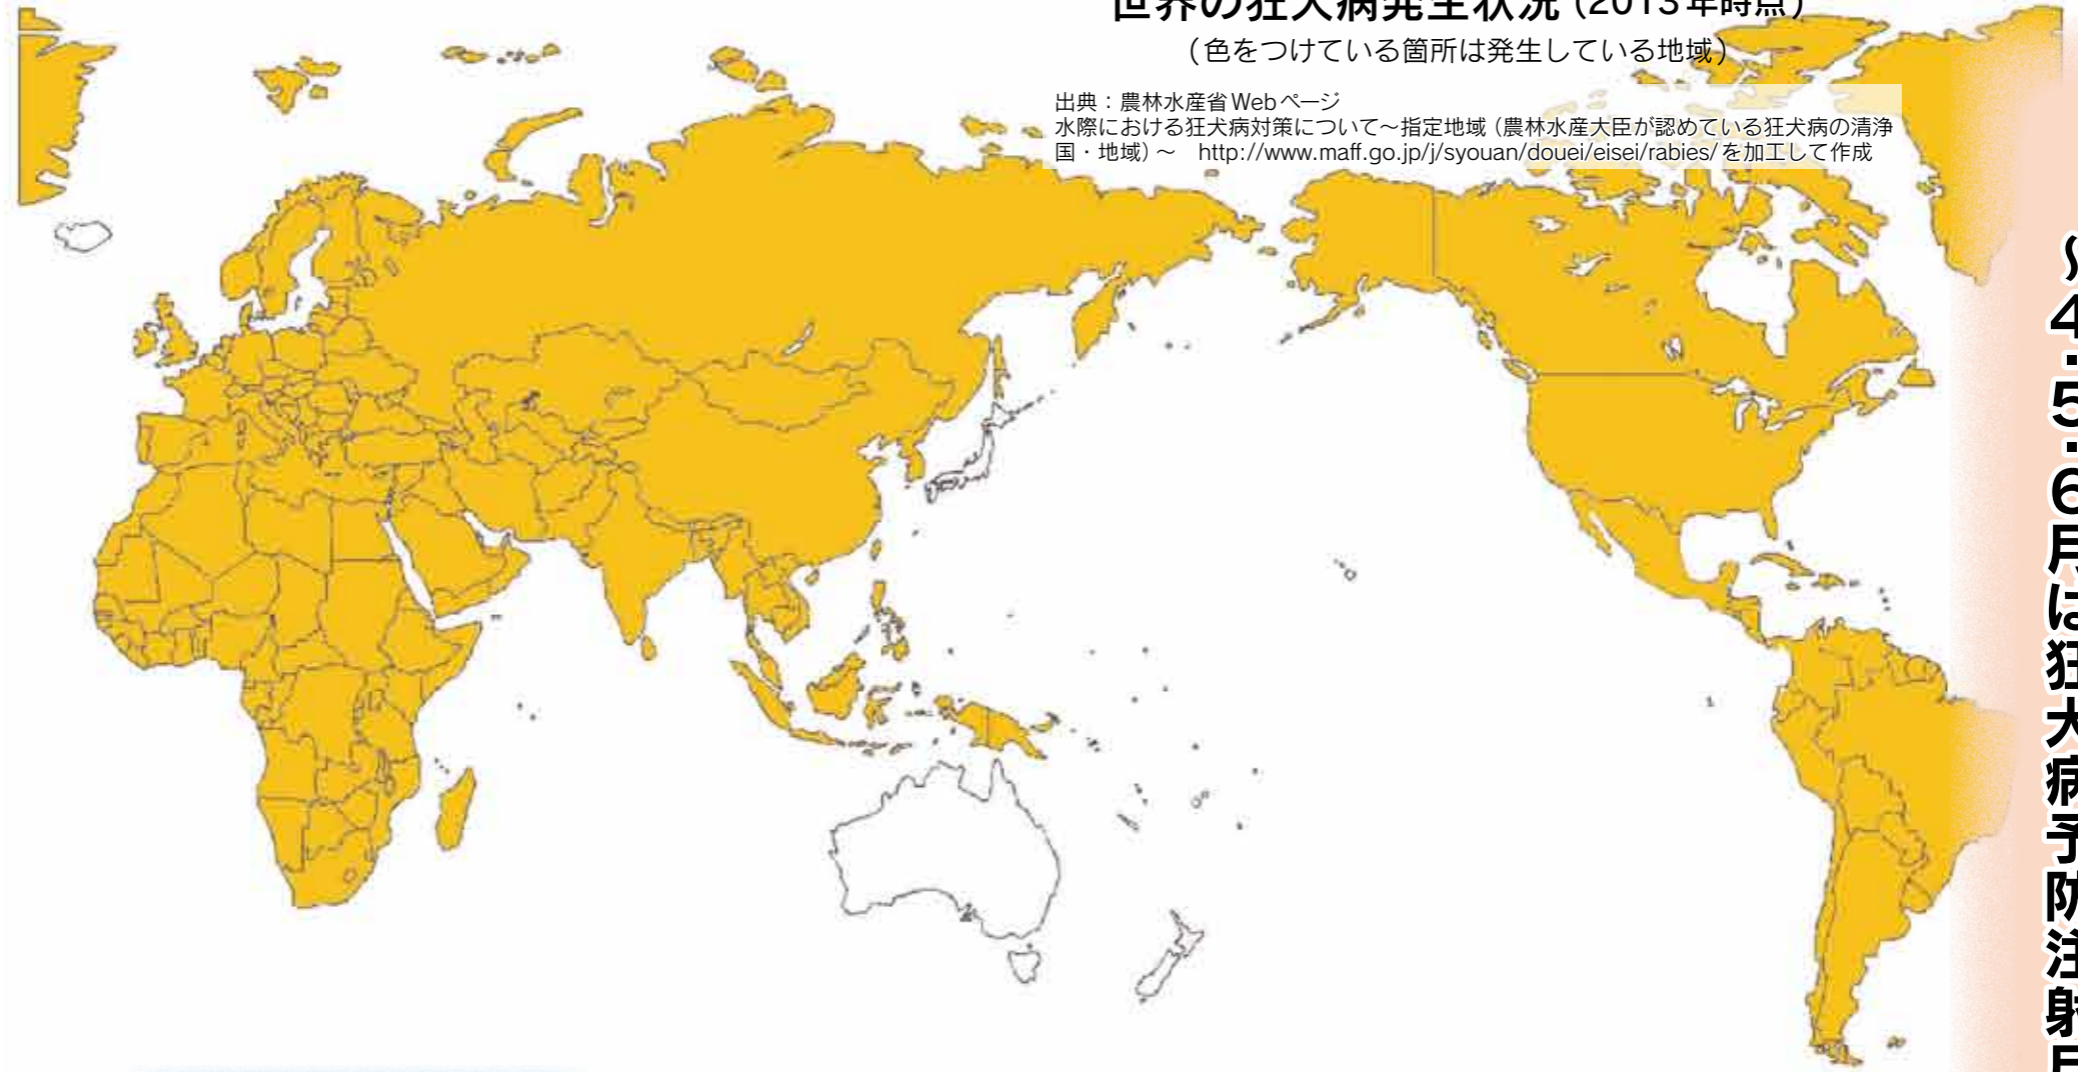 世界の狂犬病発生状況(2013年時点)
(色をつけている箇所は発生している地域)
出典:農林水産省Webページ
水際における狂犬病対策について~指定地域(農林水産大臣が認めている狂犬病の清浄
国・地域)~ http://www.maff.go.jp/j/syouan/douei/eisei/rabies/を加工して作成
~4・5・6月は狂犬病予防注射月